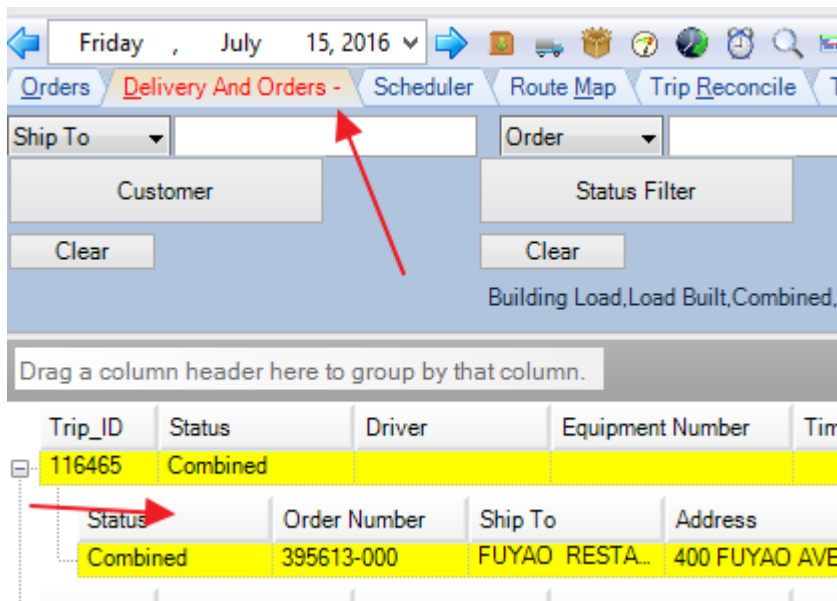 Friday , July 15, 2016
Orders Delivery And Orders - Scheduler Route Map Trip Reconcile T
Ship To Order
Customer Status Filter
Clear Clear
Building Load,Load Built,Combined,
Drag a column header here to group by that column.
Trip_ID Status Driver Equipment Number Tim
116465 Combined
Status Order Number Ship To Address
Combined 395613-000 FUYAO RESTA... 400 FUYAO AVE